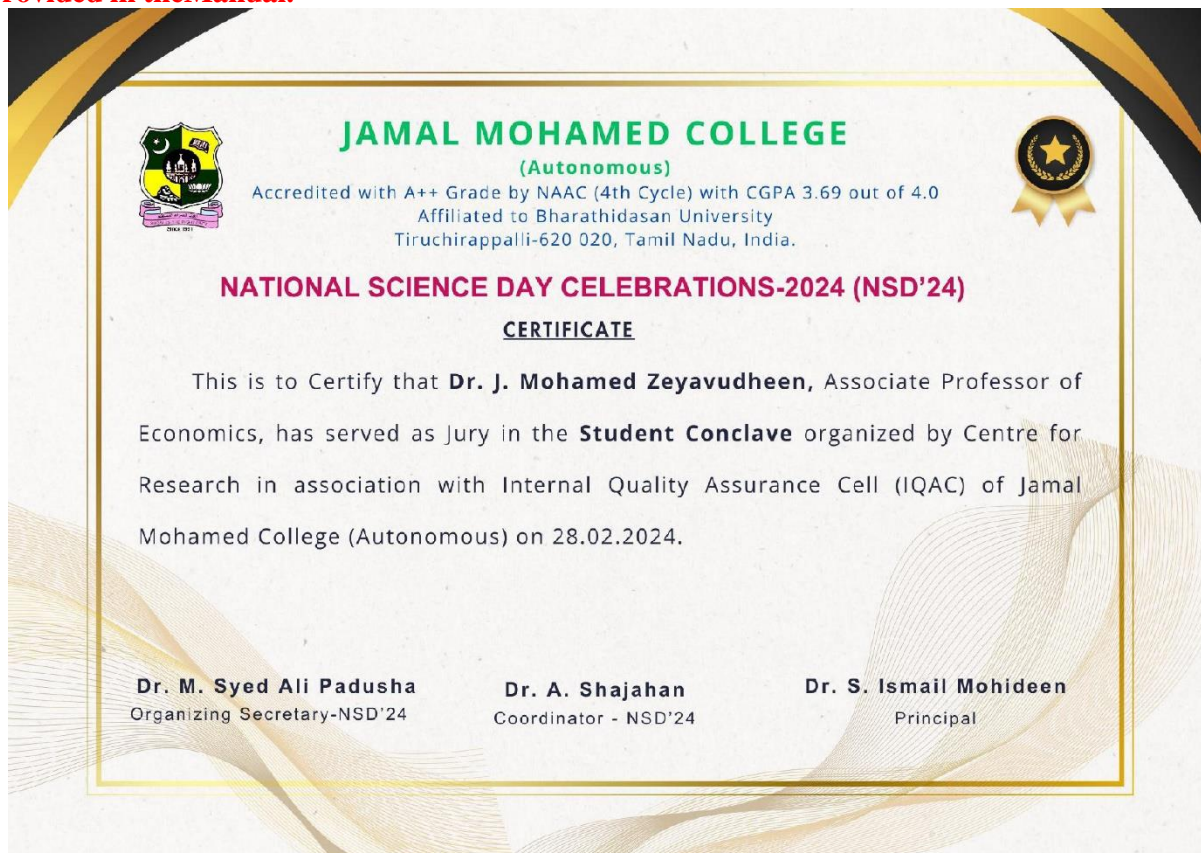 rovided in theManual.
JAMAL MOHAMED COLLEGE
(Autonomous)
Accredited with A++ Grade by NAAC (4th Cycle) with CGPA 3.69 out of 4.0
Affiliated to Bharathidasan University
Tiruchirappalli-620 020, Tamil Nadu, India.
NATIONAL SCIENCE DAY CELEBRATIONS-2024 (NSD’24)
CERTIFICATE
This is to Certify that Dr. J. Mohamed Zeyavudheen, Associate Professor of
Economics, has served as Jury in the Student Conclave organized by Centre for
Research in association with Internal Quality Assurance Cell (IQAC) of Jamal
Mohamed College (Autonomous) on 28.02.2024.
Dr. M. Syed Ali Padusha
Organizing Secretary-NSD’24
Dr. A. Shajahan
Coordinator - NSD’24
Dr. S. Ismail Mohideen
Principal